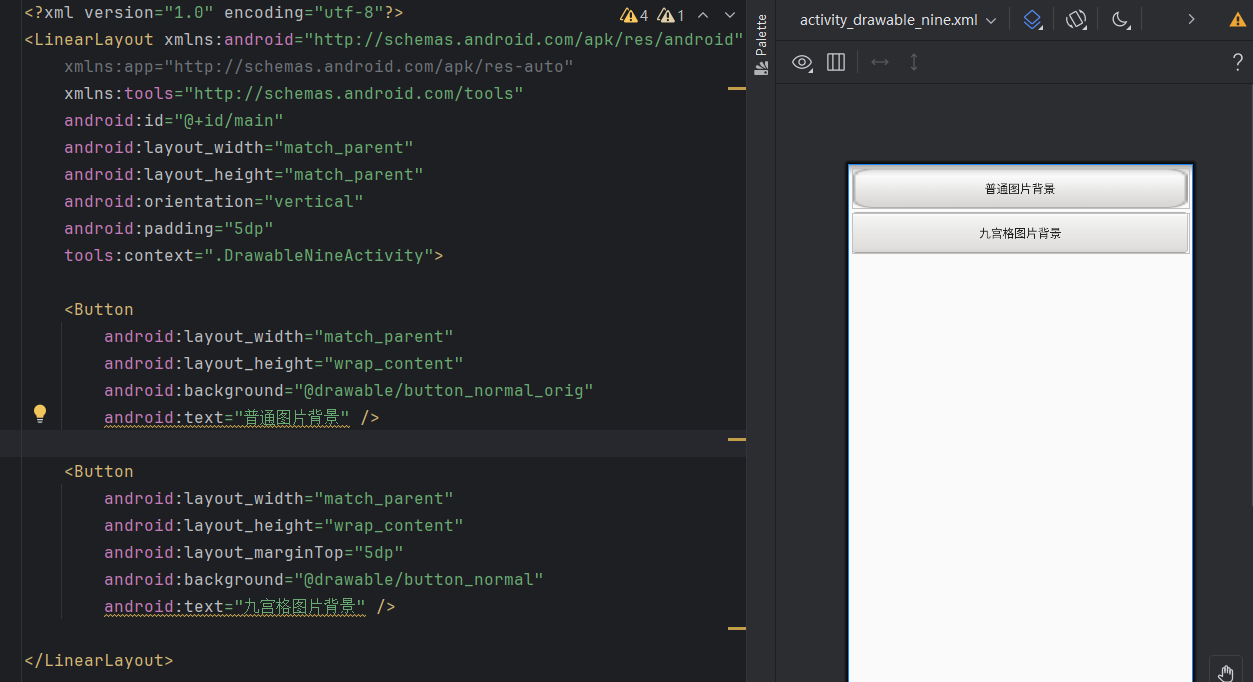 <?xml version="1.0" encoding="utf-8"?>
4 1
<LinearLayout xmlns:android="http://schemas.android.com/apk/res/android"
    xmlns:app="http://schemas.android.com/apk/res-auto"
    xmlns:tools="http://schemas.android.com/tools"
    android:id="@+id/main"
    android:layout_width="match_parent"
    android:layout_height="match_parent"
    android:orientation="vertical"
    android:padding="5dp"
    tools:context=".DrawableNineActivity">
    <Button
        android:layout_width="match_parent"
        android:layout_height="wrap_content"
        android:background="@drawable/button_normal_orig"
        android:text="普通图片背景" />
    <Button
        android:layout_width="match_parent"
        android:layout_height="wrap_content"
        android:layout_marginTop="5dp"
        android:background="@drawable/button_normal"
        android:text="九宫格图片背景" />
</LinearLayout>
Palette
activity_drawable_nine.xml
?
普通图片背景
九宫格图片背景